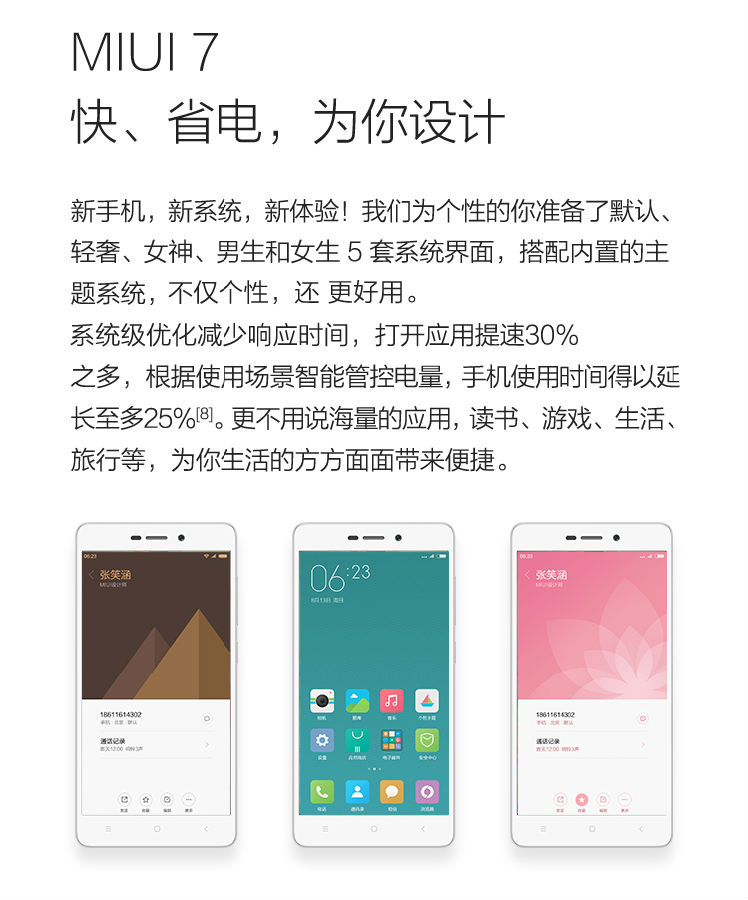 MIUI 7
快、省电，为你设计
新手机，新系统，新体验！我们为个性的你准备了默认、
轻奢、女神、男生和女生 5 套系统界面，搭配内置的主
题系统，不仅个性，还 更好用。
系统级优化减少响应时间，打开应用提速30%
之多，根据使用场景智能管控电量，手机使用时间得以延
长至多25%[8]。更不用说海量的应用，读书、游戏、生活、
旅行等，为你生活的方方面面带来便捷。
06:23
张笑涵
MIUI设计师
18611614302
手机 北京 默认
通话记录
昨天12:00 响铃3声
发送 收藏 编辑 更多
06:23
8月13日 周四
相机 图库 音乐 个性主题
设置 应用商店 电子邮件 安全中心
电话 通讯录 短信 浏览器
06:23
张笑涵
MIUI设计师
18611614302
手机 北京 默认
通话记录
昨天12:00 响铃3声
发送 收藏 编辑 更多